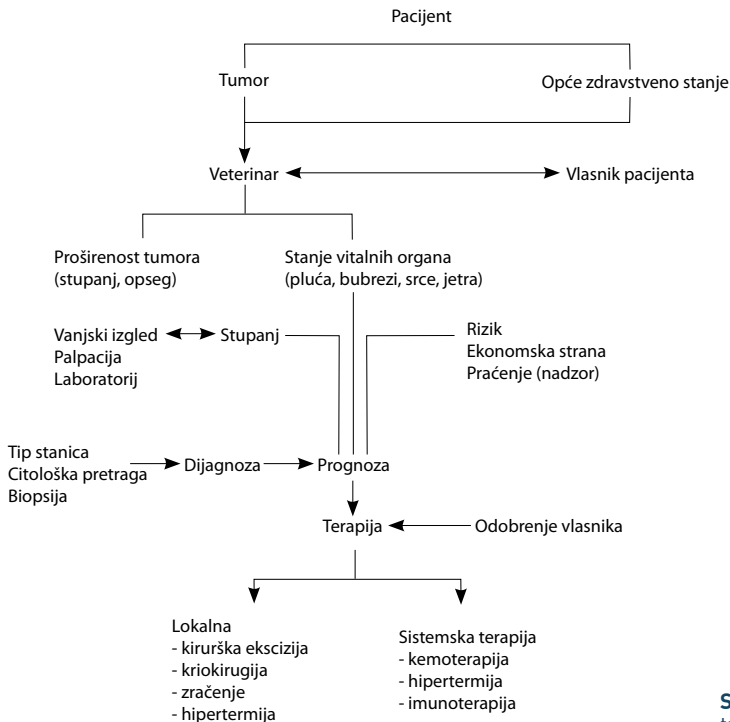 Pacijent
Tumor
Opće zdravstveno stanje
Veterinar
Vlasnik pacijenta
Proširenost tumora
(stupanj, opseg)
Stanje vitalnih organa
(pluća, bubrezi, srce, jetra)
Vanjski izgled
Palpacija
Laboratorij
Stupanj
Rizik
Ekonomska strana
Praćenje (nadzor)
Tip stanica
Citološka pretraga
Biopsija
Dijagnoza
Prognoza
Terapija
Odobrenje vlasnika
Lokalna
- kirurška ekscizija
- kriokirugija
- zračenje
- hipertermija
Sistemska terapija
- kemoterapija
- hipertermija
- imunoterapija